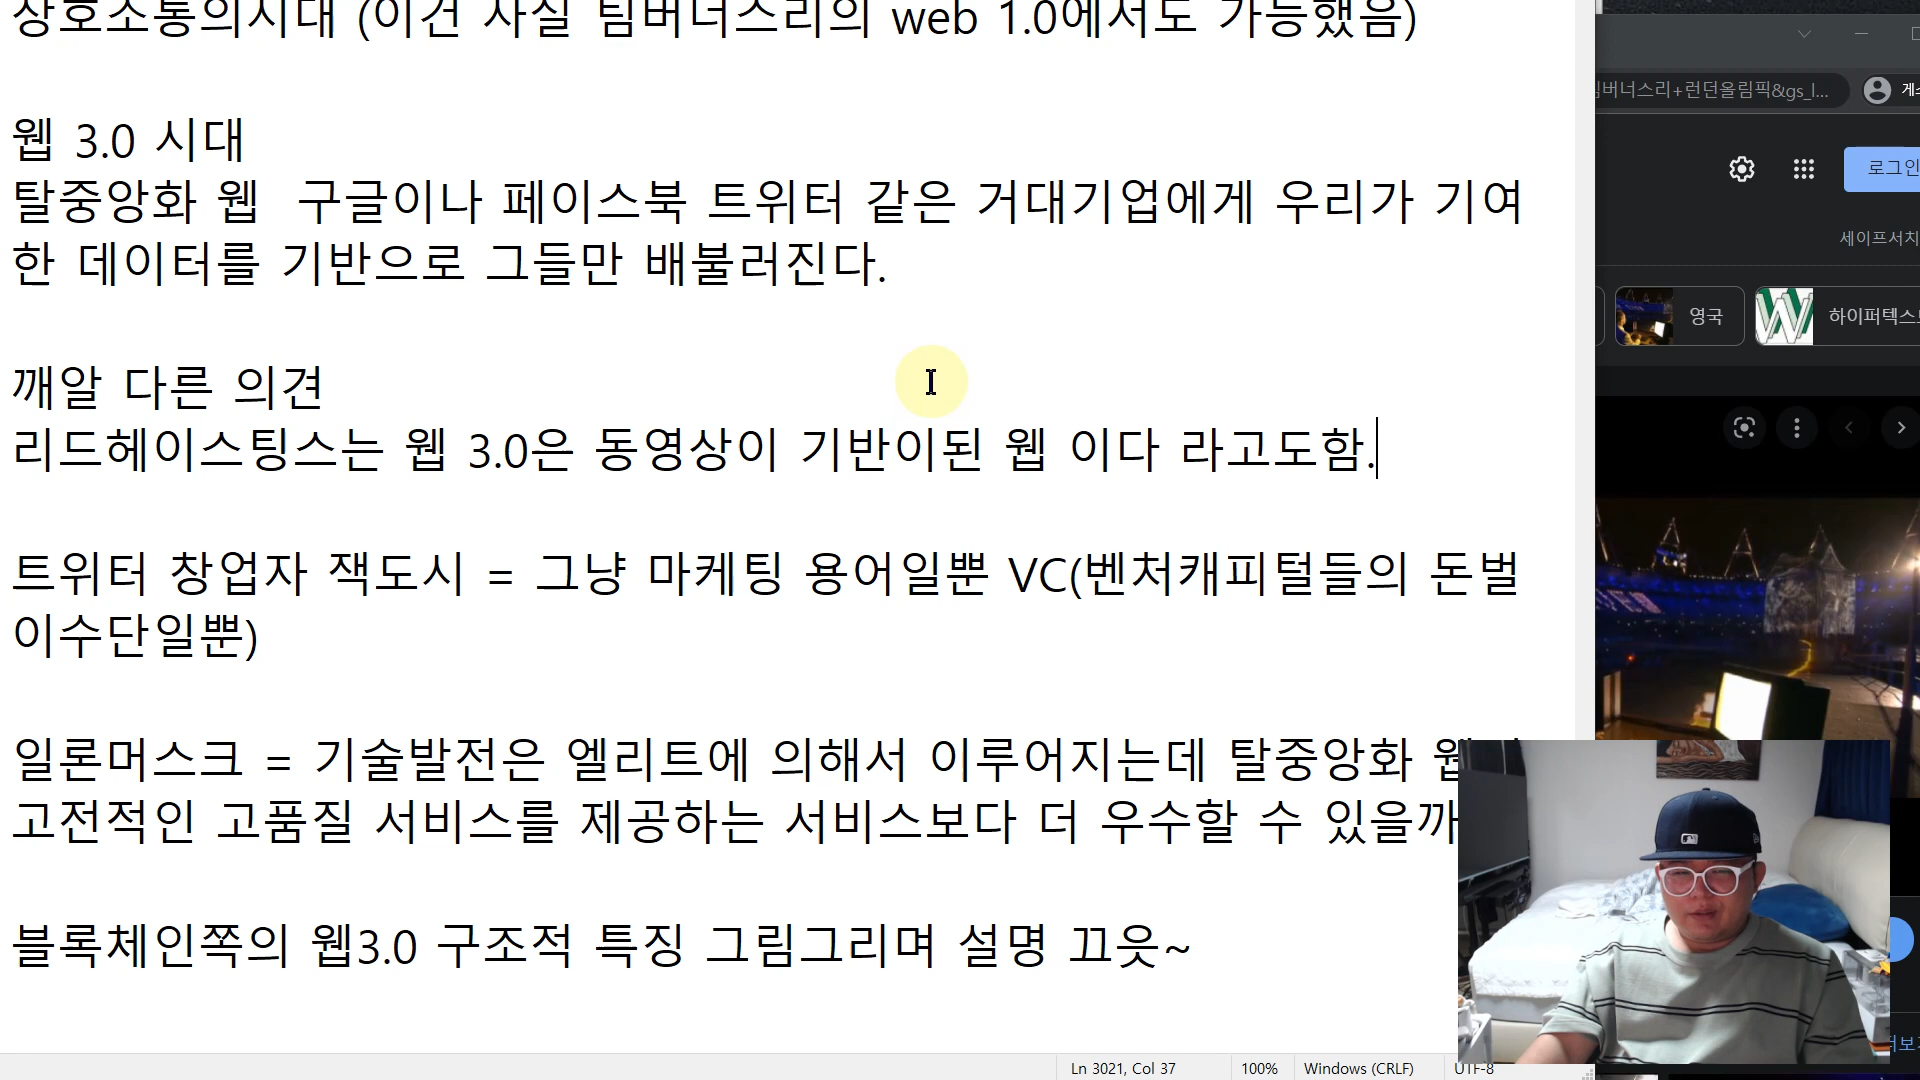 상호소통의시대 (이건 사실 팀버너스리의 web 1.0에서도 가능했음)
웹 3.0 시대
탈중앙화 웹  구글이나 페이스북 트위터 같은 거대기업에게 우리가 기여
한 데이터를 기반으로 그들만 배불러진다.
깨알 다른 의견
리드헤이스팅스는 웹 3.0은 동영상이 기반이된 웹 이다 라고도함.
트위터 창업자 잭도시 = 그냥 마케팅 용어일뿐 VC(벤처캐피털들의 돈벌
이수단일뿐)
일론머스크 = 기술발전은 엘리트에 의해서 이루어지는데 탈중앙화
고전적인 고품질 서비스를 제공하는 서비스보다 더 우수할 수 있을까
블록체인쪽의 웹3.0 구조적 특징 그림그리며 설명 끄읏~
Ln 3021, Col 37
100%
Windows (CRLF)
UTF-8
버너스리+런던올림픽&gs_l...
로그인
세이프서치
영국
하이퍼텍스트